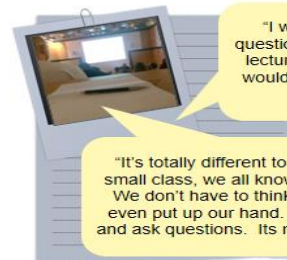 "I w
questio
lectur
would
"It's totally different to
small class, we all know
We don't have to think
even put up our hand.
and ask questions. Its n